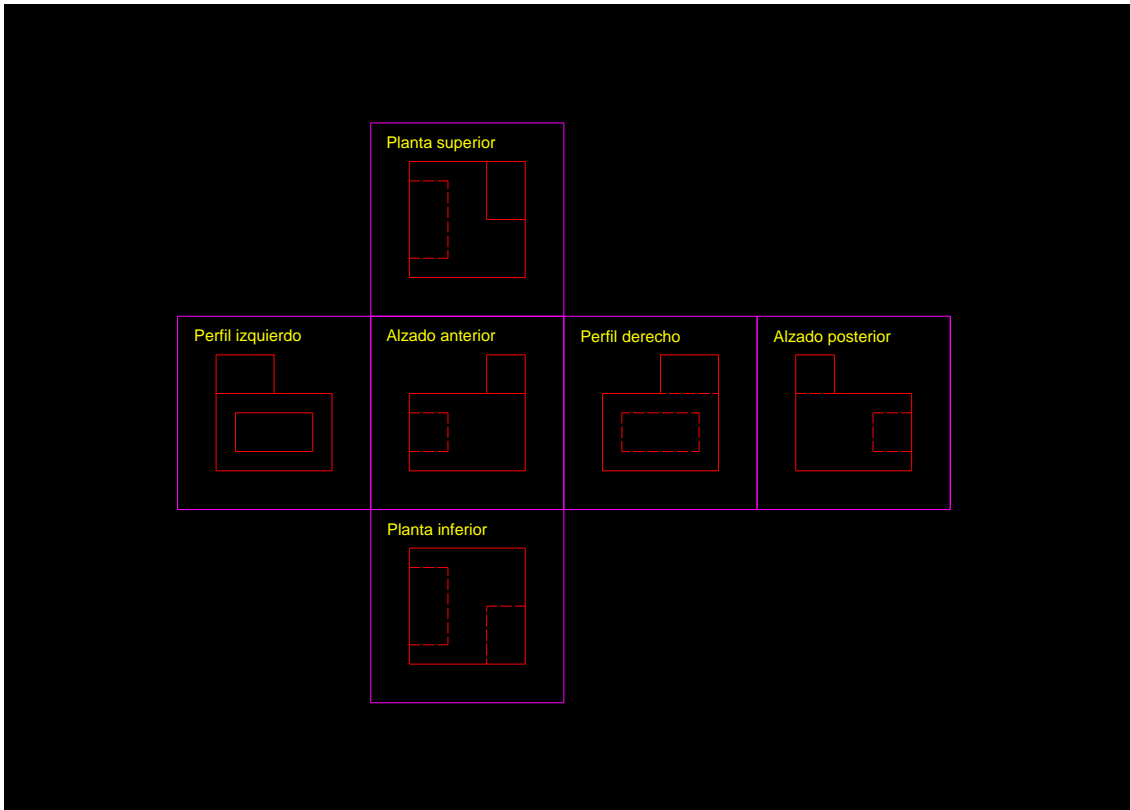 Planta superior
Perfil izquierdo
Alzado anterior
Perfil derecho
Alzado posterior
Planta inferior